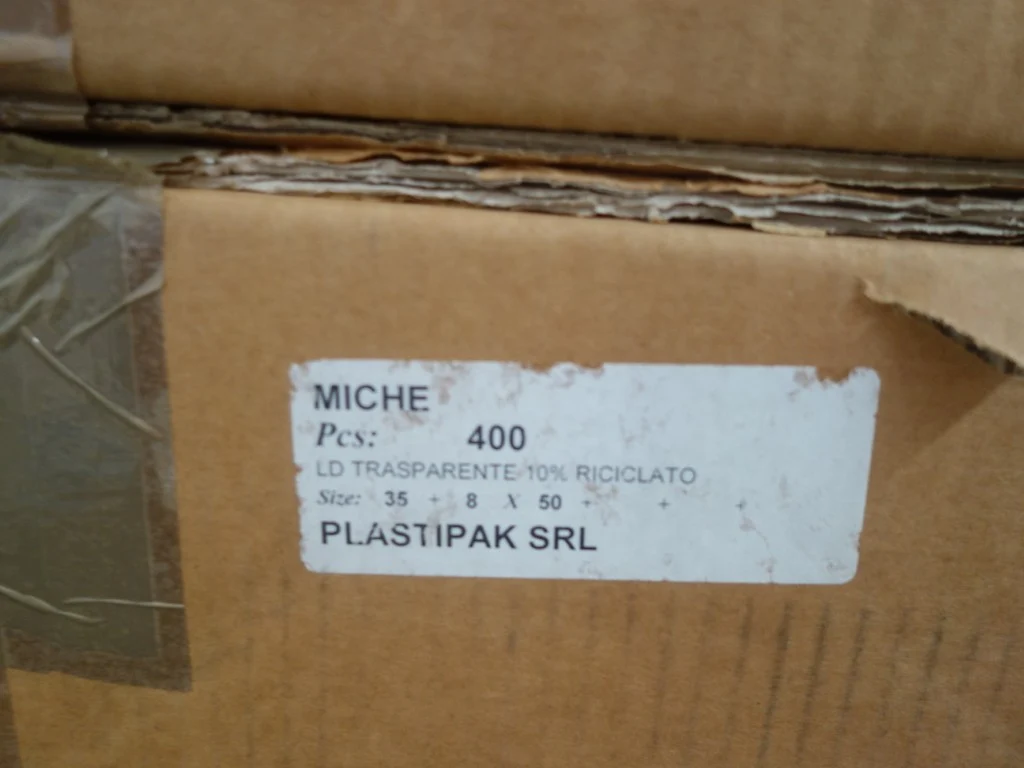 MICHE
Pcs: 400
LD TRASPARENTE 10% RICICLATO
Size: 35 + 8 X 50 + + +
PLASTIPAK SRL